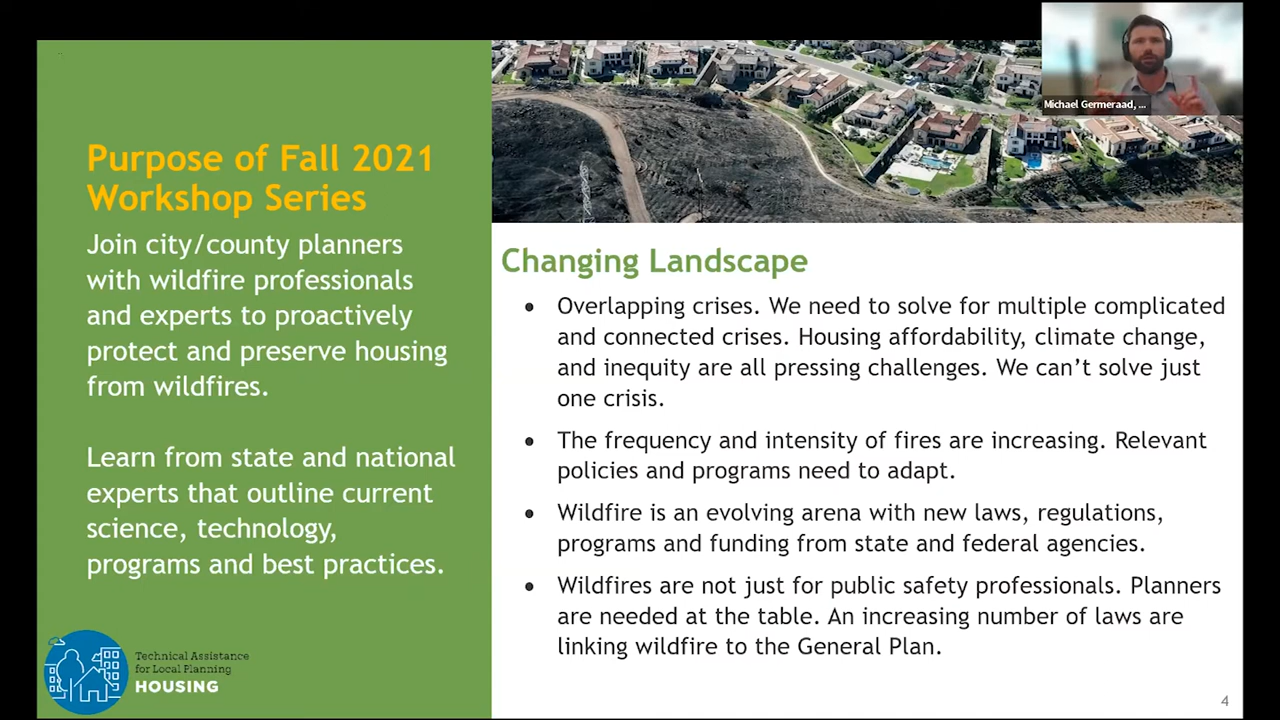 Michael Germeraad, ...
Purpose of Fall 2021
Workshop Series
Join city/county planners
with wildfire professionals
and experts to proactively
protect and preserve housing
from wildfires.
Learn from state and national
experts that outline current
science, technology,
programs and best practices.
Technical Assistance
for Local Planning
HOUSING
Changing Landscape
• Overlapping crises. We need to solve for multiple complicated
and connected crises. Housing affordability, climate change,
and inequity are all pressing challenges. We can’t solve just
one crisis.
• The frequency and intensity of fires are increasing. Relevant
policies and programs need to adapt.
• Wildfire is an evolving arena with new laws, regulations,
programs and funding from state and federal agencies.
• Wildfires are not just for public safety professionals. Planners
are needed at the table. An increasing number of laws are
linking wildfire to the General Plan.
4